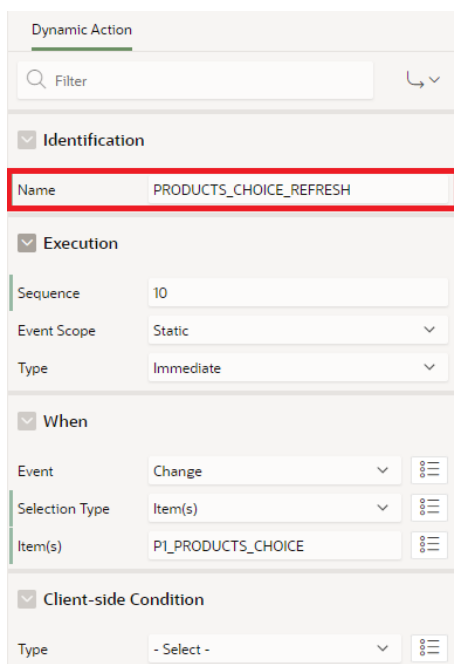 Dynamic Action
Filter
Identification
Name PRODUCTS_CHOICE_REFRESH
Execution
Sequence 10
Event Scope Static
Type Immediate
When
Event Change
Selection Type Item(s)
Item(s) P1_PRODUCTS_CHOICE
Client-side Condition
Type - Select -